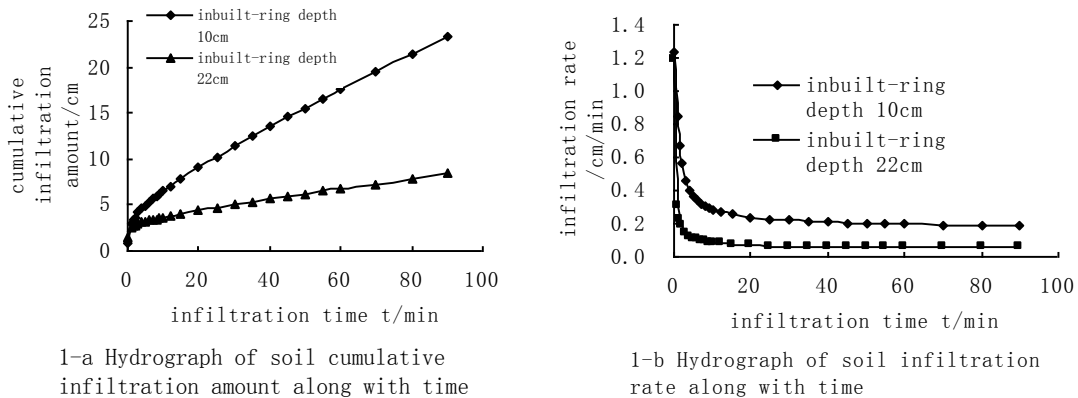 cumulative
infiltration
amount/cm
25
20
15
10
5
0
inbuilt-ring depth
10cm
inbuilt-ring depth
22cm
0 20 40 60 80 100
infiltration time t/min
1-a Hydrograph of soil cumulative
infiltration amount along with time
infiltration rate
/cm/min
1.4
1.2
1.0
0.8
0.6
0.4
0.2
0.0
inbuilt-ring
depth 10cm
inbuilt-ring
depth 22cm
0 20 40 60 80 100
infiltration time t/min
1-b Hydrograph of soil infiltration
rate along with time